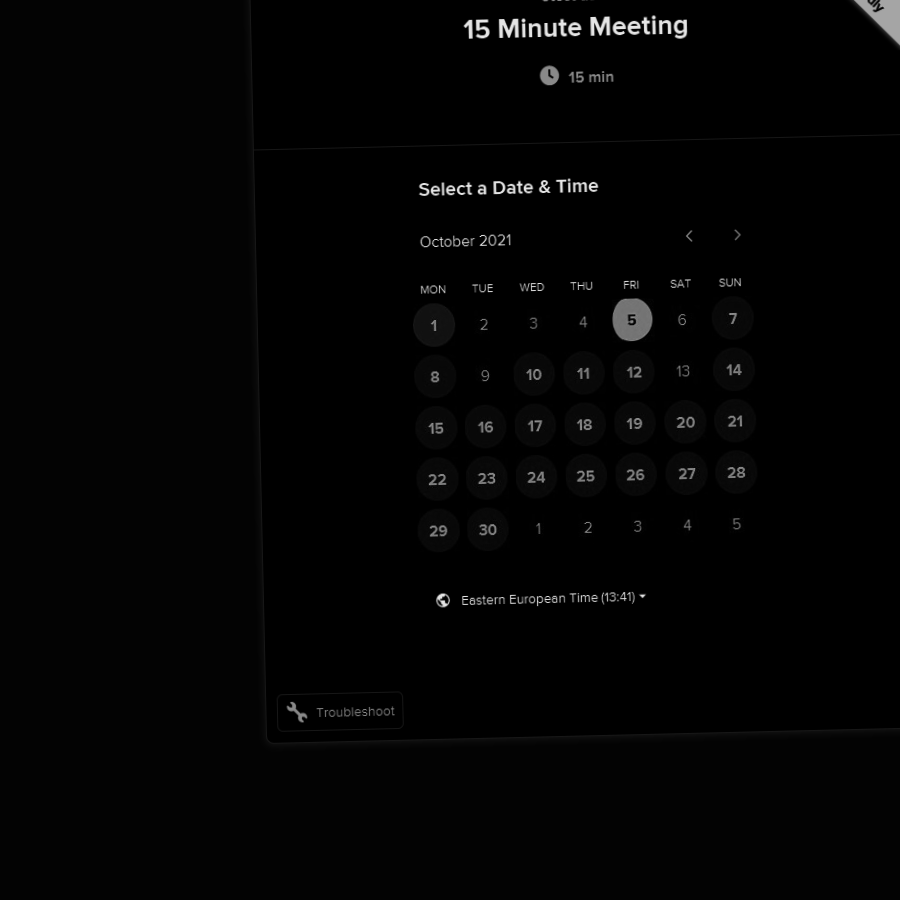 15 Minute Meeting
15 min
Select a Date & Time
October 2021
MON TUE WED THU FRI SAT SUN
1 2 3 4 5 6 7
8 9 10 11 12 13 14
15 16 17 18 19 20 21
22 23 24 25 26 27 28
29 30 1 2 3 4 5
Eastern European Time (13:41)
Troubleshoot